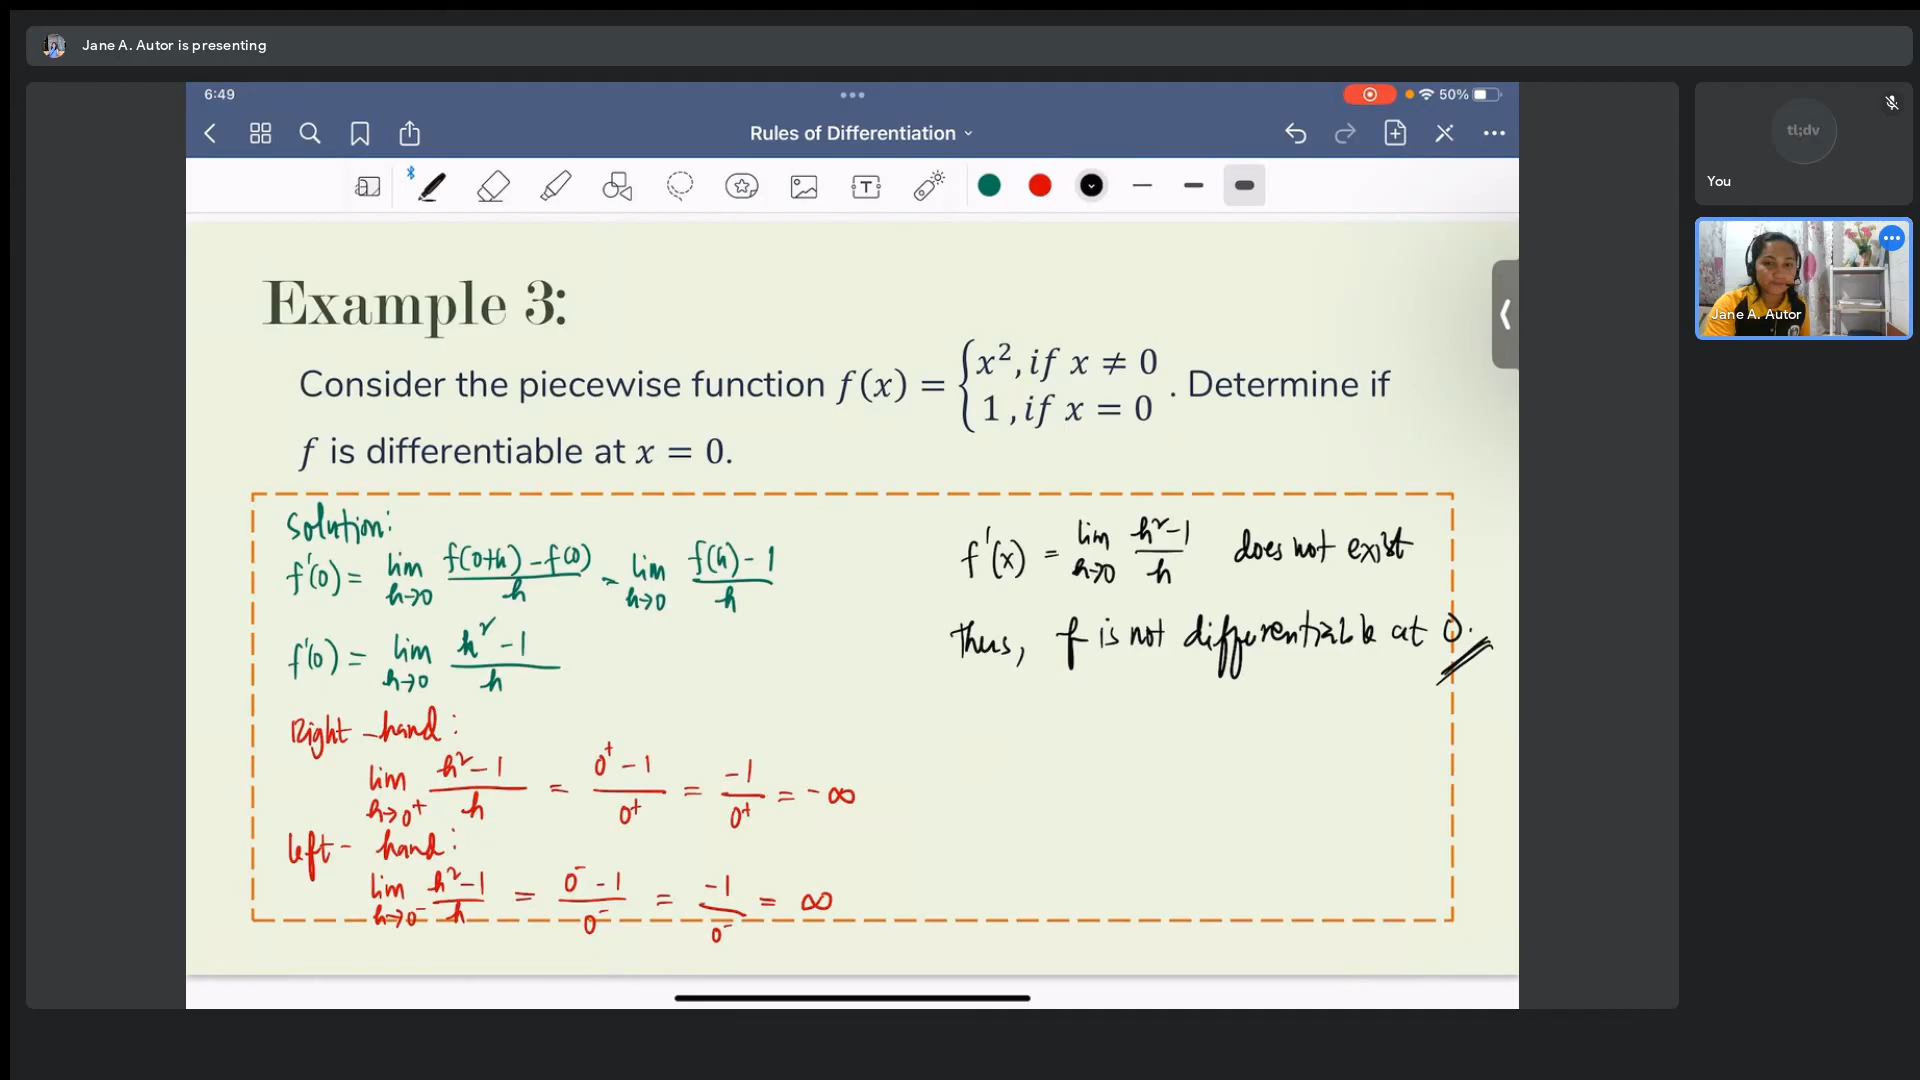 Jane A. Autor is presenting
6:49
50%
Rules of Differentiation
tl;dv
You
Jane A. Autor
Example 3:
Consider the piecewise function f(x) = { x², if x ≠ 0
1, if x = 0 . Determine if
f is differentiable at x = 0.
Solution:
f'(0) = lim h→0 f(0+h) - f(0) / h = lim h→0 f(h) - 1 / h
f'(0) = lim h→0 h² - 1 / h
Right - hand:
lim h→0⁺ h² - 1 / h = 0⁺ - 1 / 0⁺ = -1 / 0⁺ = -∞
left - hand:
lim h→0⁻ h² - 1 / h = 0⁻ - 1 / 0⁻ = -1 / 0⁻ = ∞
f'(x) = lim h→0 h² - 1 / h does not exist
Thus, f is not differentiable at 0.